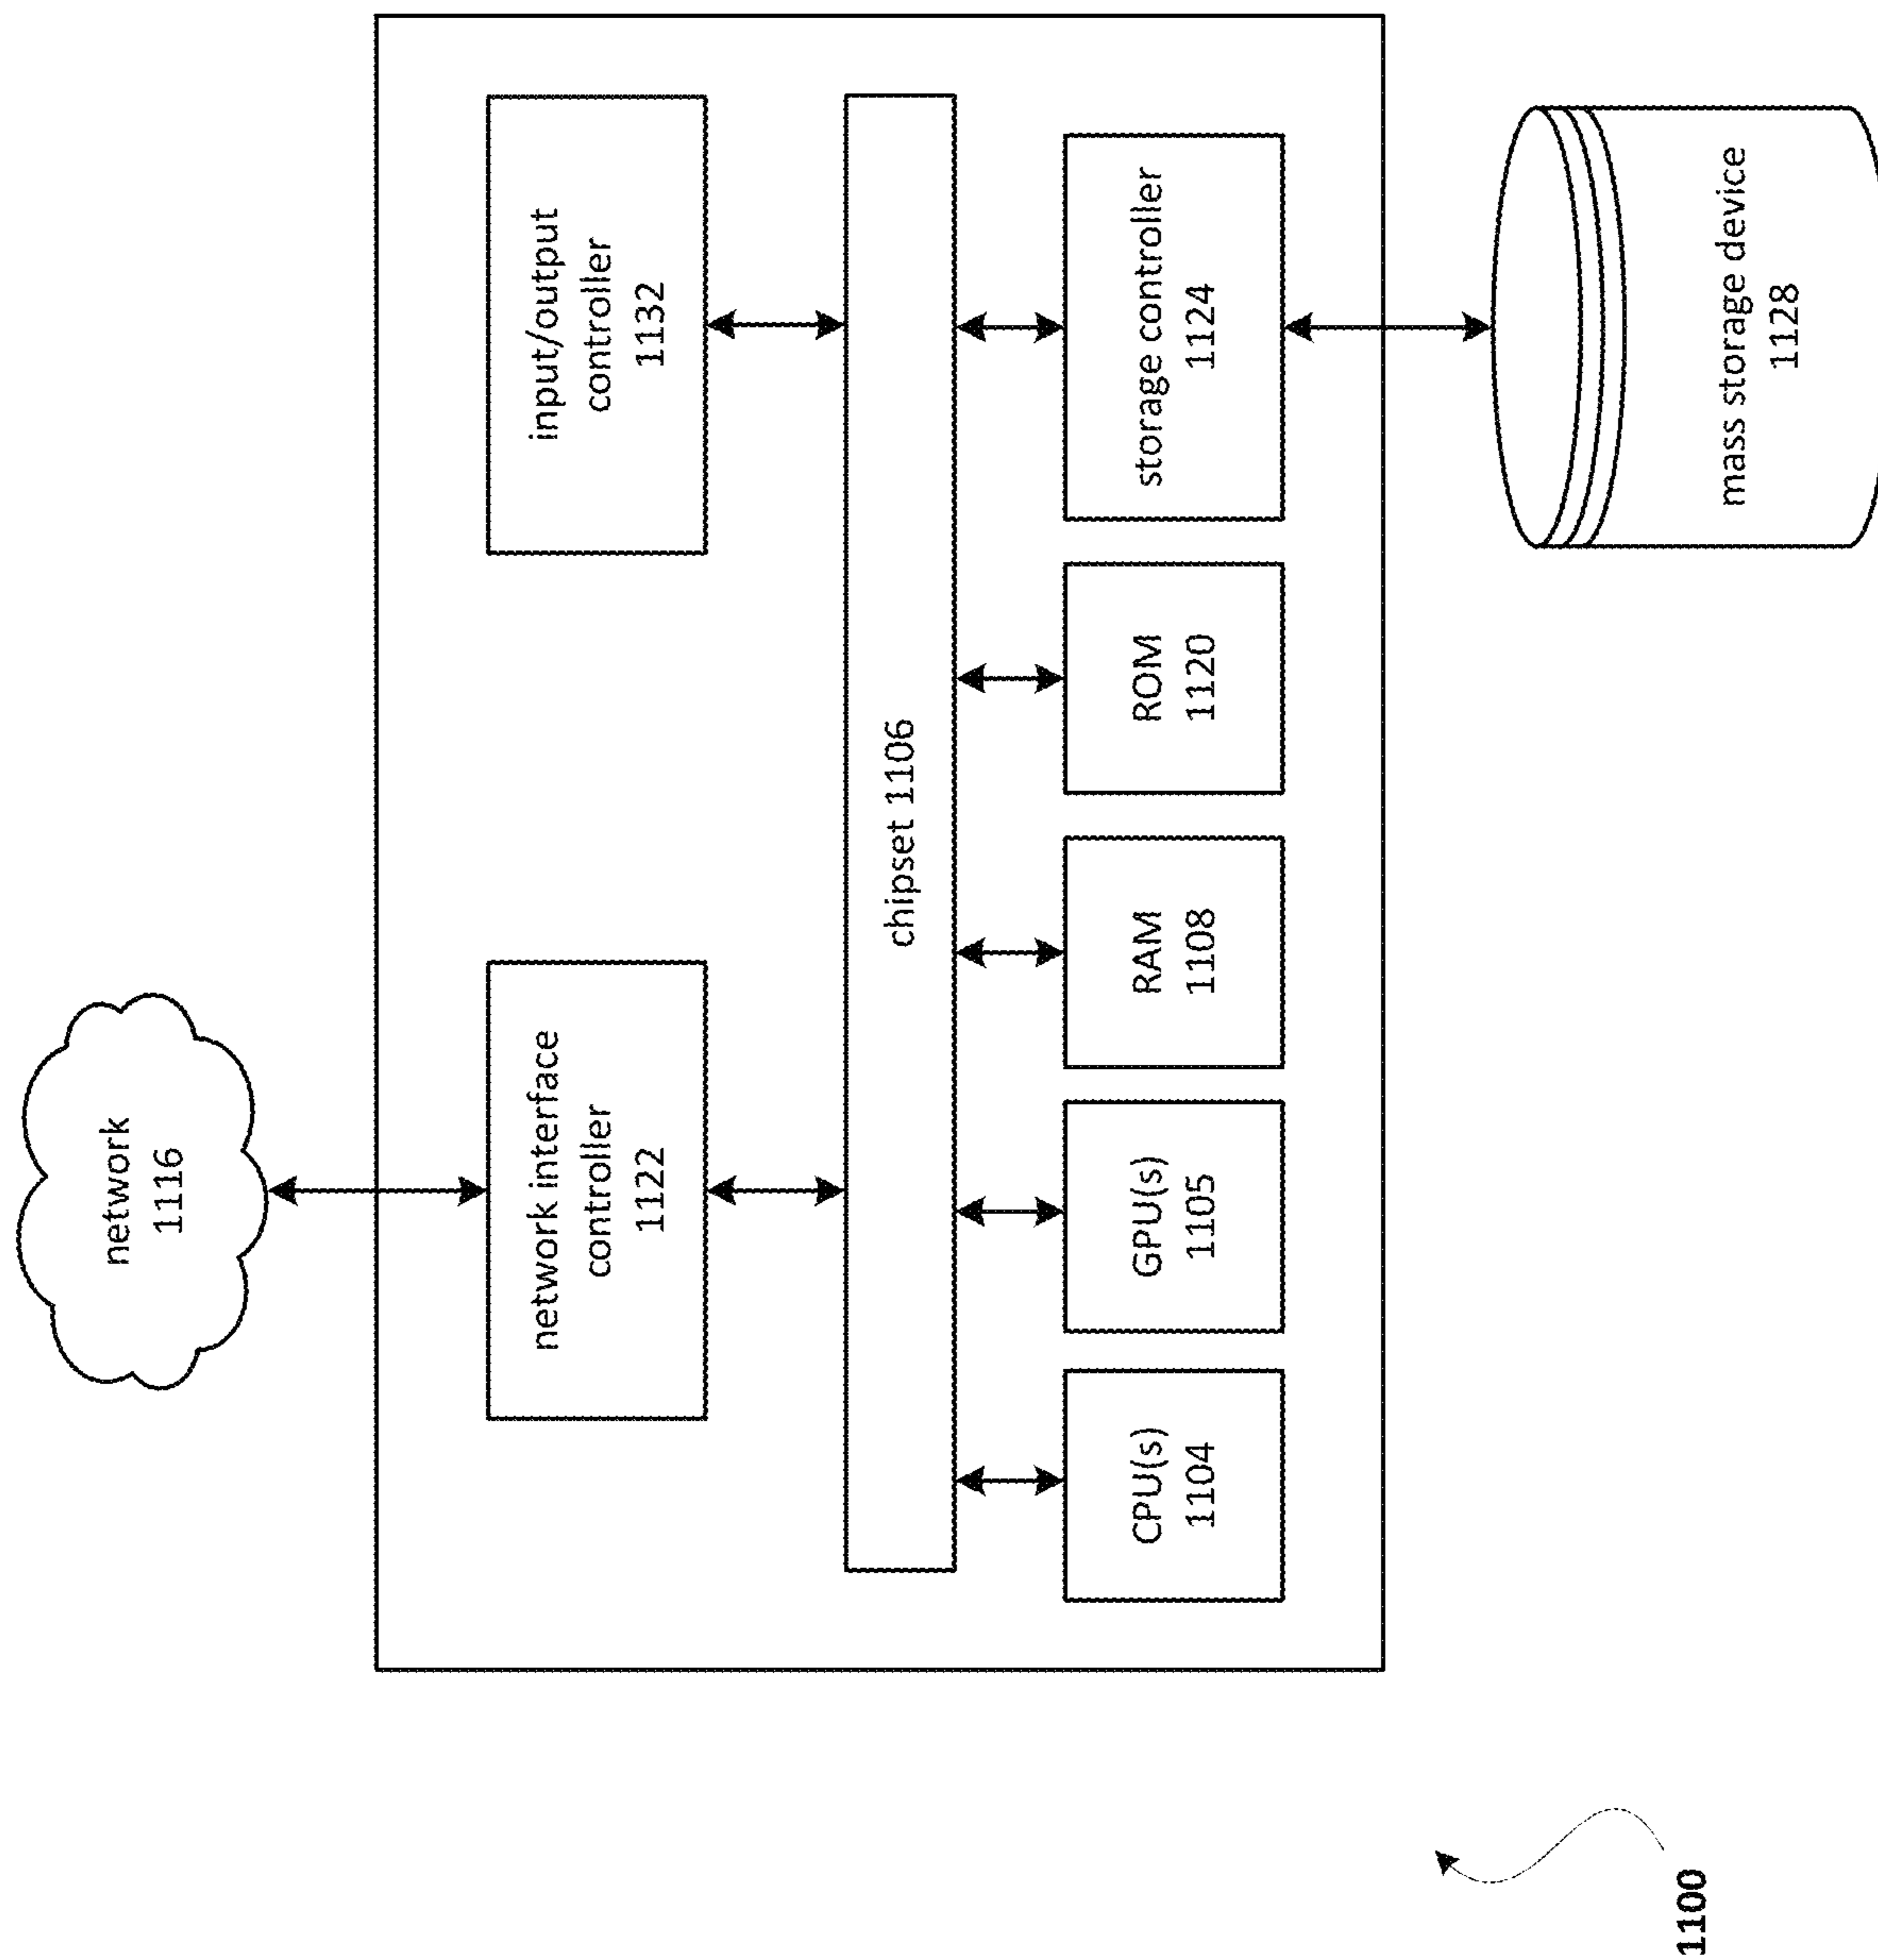 network
1116
network interface
controller
1122
input/output
controller
1132
chipset 1106
CPU(s)
1104
GPU(s)
1105
RAM
1108
ROM
1120
storage controller
1124
mass storage device
1128
1100